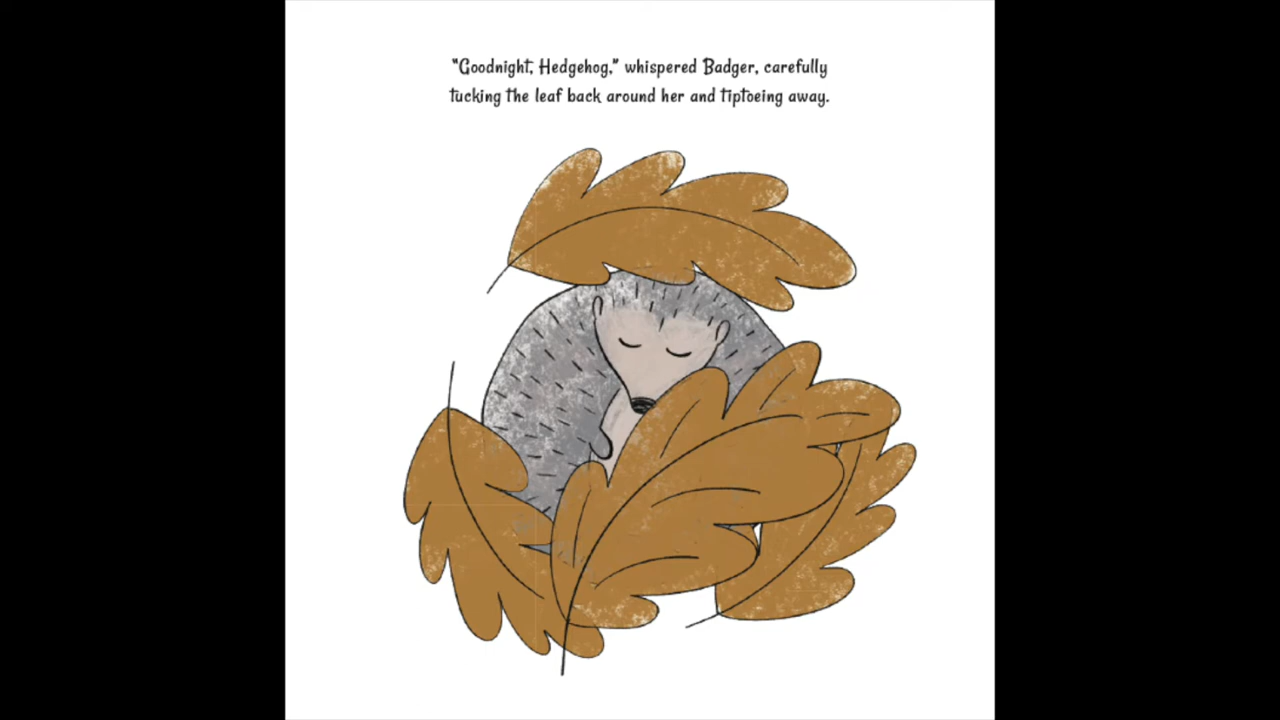 “Goodnight, Hedgehog,” whispered Badger, carefully
tucking the leaf back around her and tiptoeing away.